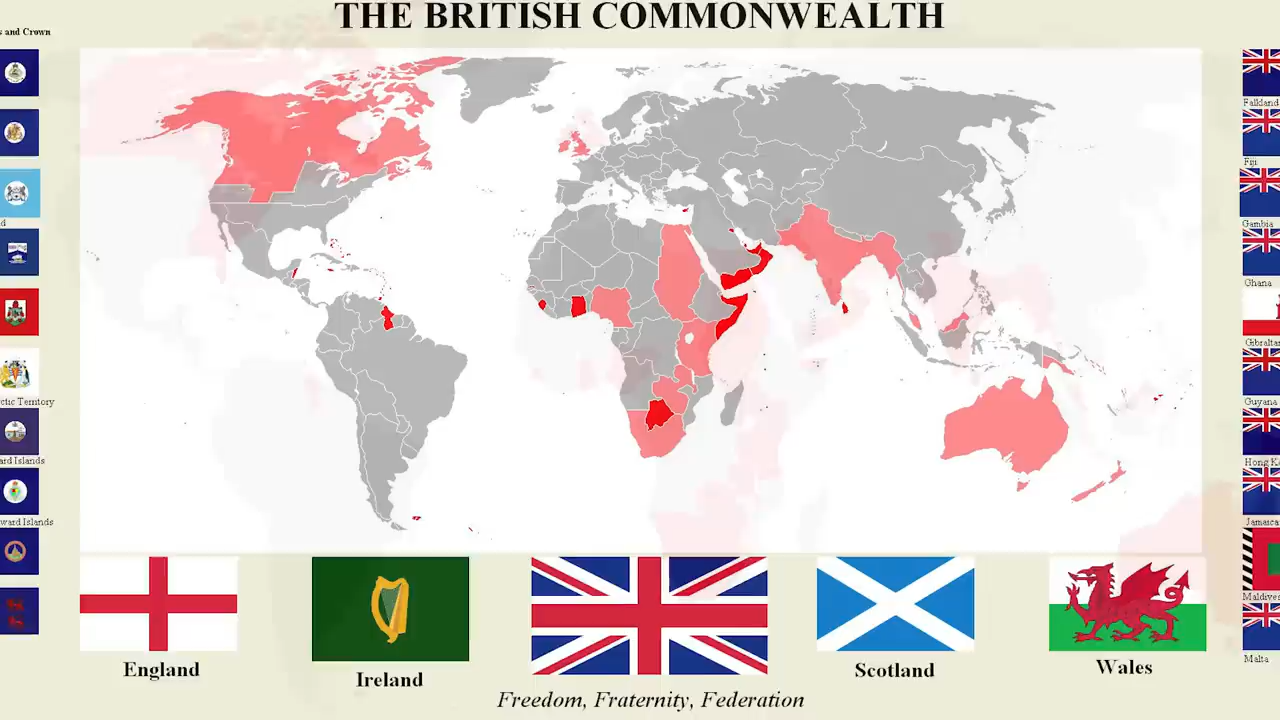 THE BRITISH COMMONWEALTH
s and Crown
Falkland
Fiji
d
Gambia
Ghana
Gibraltar
ctic Territory
Guyana
ard Islands
Hong K
ward Islands
Jamaica
Maldives
Malta
England
Ireland
Scotland
Wales
Freedom, Fraternity, Federation